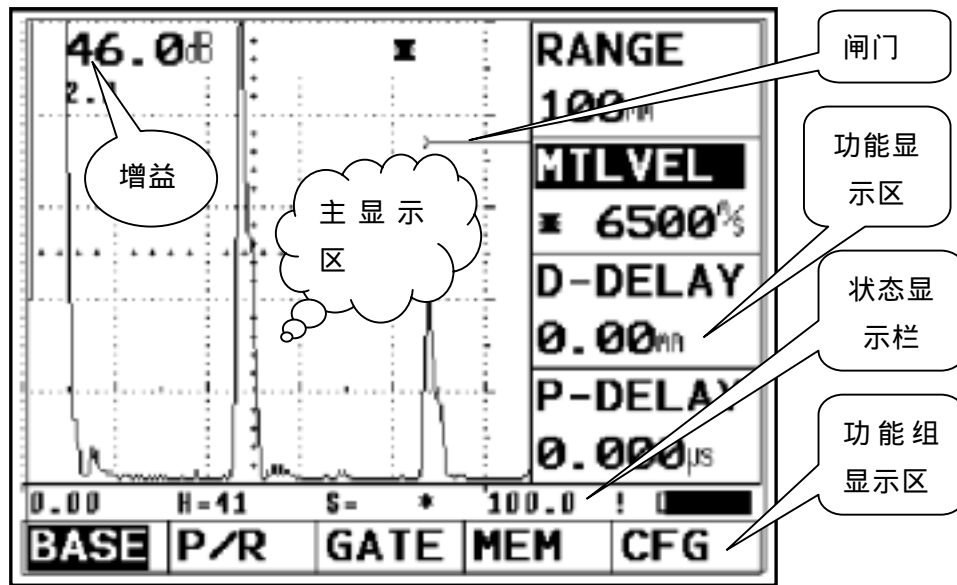 46.0dB
RANGE
100mm
MTLVEL
6500m/s
D-DELAY
0.00mm
P-DELAY
0.000µs
0.00 H=41 S= * 100.0 !
BASE P/R GATE MEM CFG
增益
主显示
区
闸门
功能显
示区
状态显
示栏
功能组
显示区